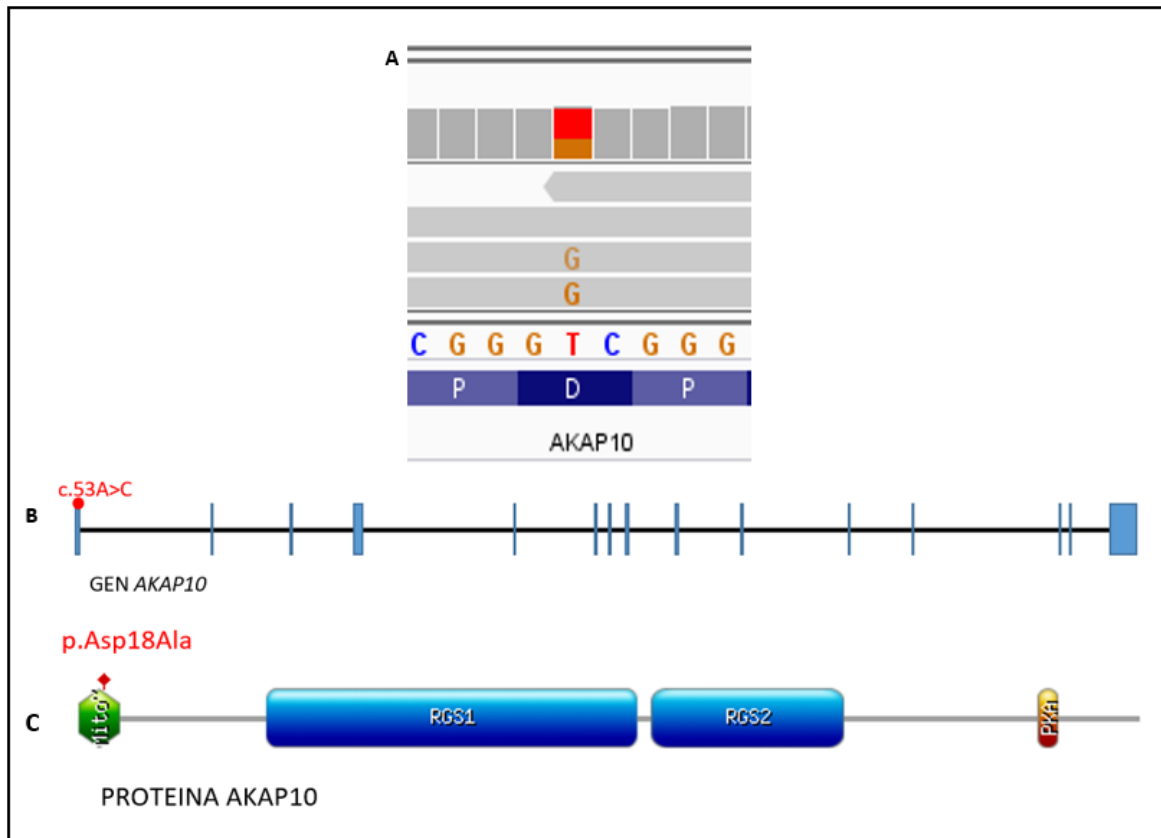 A
G
G
C G G G T C G G G
P D P
AKAP10
c.53A>C
B
GEN AKAP10
p.Asp18Ala
C
Mito
RGS1
RGS2
PKA
PROTEINA AKAP10